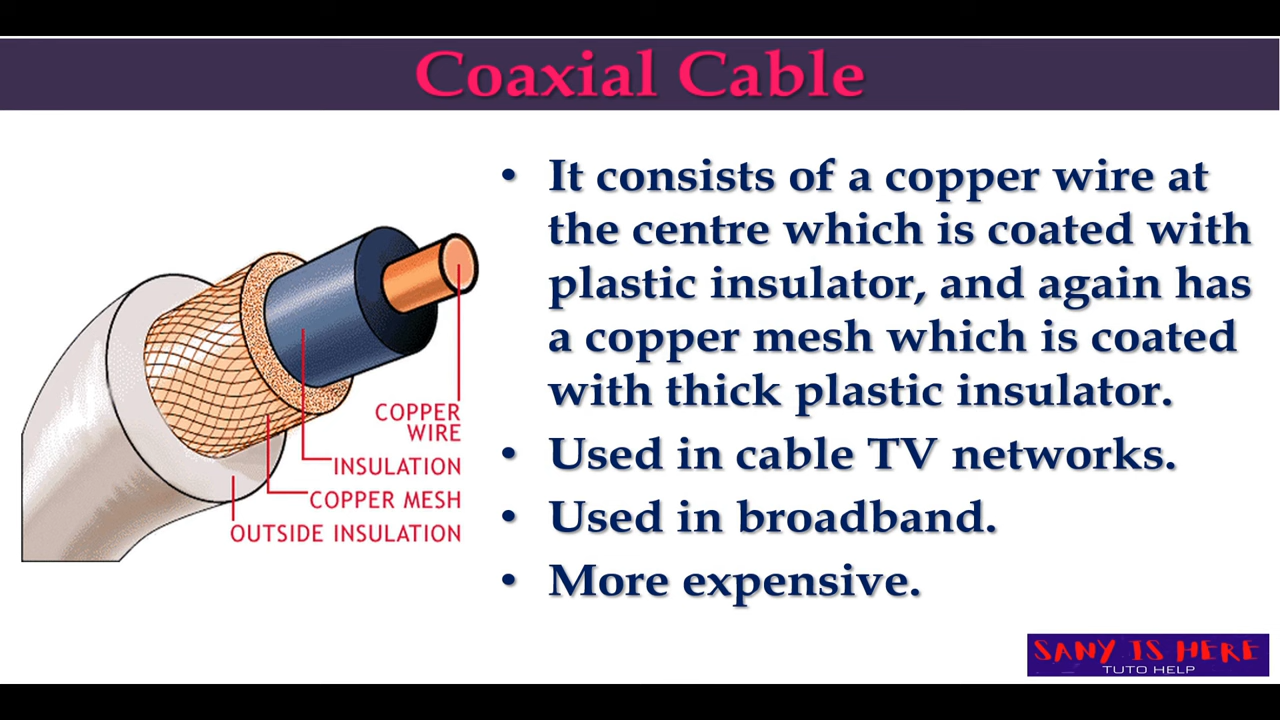 Coaxial Cable
• It consists of a copper wire at
the centre which is coated with
plastic insulator, and again has
a copper mesh which is coated
with thick plastic insulator.
• Used in cable TV networks.
• Used in broadband.
• More expensive.
COPPER
WIRE
INSULATION
COPPER MESH
OUTSIDE INSULATION
SANY IS HERE
TUTO HELP